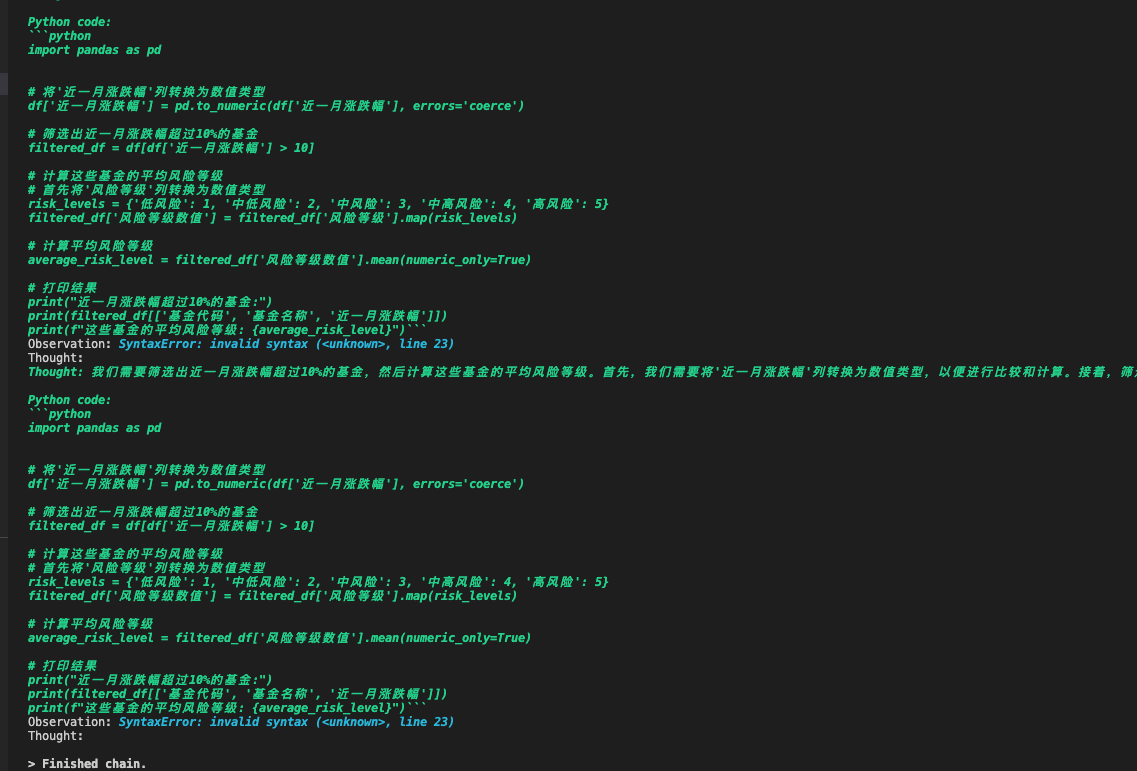 Python code:
```python
import pandas as pd
# 将'近一月涨跌幅'列转换为数值类型
df['近一月涨跌幅'] = pd.to_numeric(df['近一月涨跌幅'], errors='coerce')
# 筛选出近一月涨跌幅超过10%的基金
filtered_df = df[df['近一月涨跌幅'] > 10]
# 计算这些基金的平均风险等级
# 首先将'风险等级'列转换为数值类型
risk_levels = {'低风险': 1, '中低风险': 2, '中风险': 3, '中高风险': 4, '高风险': 5}
filtered_df['风险等级数值'] = filtered_df['风险等级'].map(risk_levels)
# 计算平均风险等级
average_risk_level = filtered_df['风险等级数值'].mean(numeric_only=True)
# 打印结果
print("近一月涨跌幅超过10%的基金:")
print(filtered_df[['基金代码', '基金名称', '近一月涨跌幅']])
print(f"这些基金的平均风险等级: {average_risk_level}")```
Observation: SyntaxError: invalid syntax (<unknown>, line 23)
Thought:
Thought: 我们需要筛选出近一月涨跌幅超过10%的基金, 然后计算这些基金的平均风险等级。首先, 我们需要将'近一月涨跌幅'列转换为数值类型, 以便进行比较和计算。接着, 筛
Python code:
```python
import pandas as pd
# 将'近一月涨跌幅'列转换为数值类型
df['近一月涨跌幅'] = pd.to_numeric(df['近一月涨跌幅'], errors='coerce')
# 筛选出近一月涨跌幅超过10%的基金
filtered_df = df[df['近一月涨跌幅'] > 10]
# 计算这些基金的平均风险等级
# 首先将'风险等级'列转换为数值类型
risk_levels = {'低风险': 1, '中低风险': 2, '中风险': 3, '中高风险': 4, '高风险': 5}
filtered_df['风险等级数值'] = filtered_df['风险等级'].map(risk_levels)
# 计算平均风险等级
average_risk_level = filtered_df['风险等级数值'].mean(numeric_only=True)
# 打印结果
print("近一月涨跌幅超过10%的基金:")
print(filtered_df[['基金代码', '基金名称', '近一月涨跌幅']])
print(f"这些基金的平均风险等级: {average_risk_level}")```
Observation: SyntaxError: invalid syntax (<unknown>, line 23)
Thought:
> Finished chain.